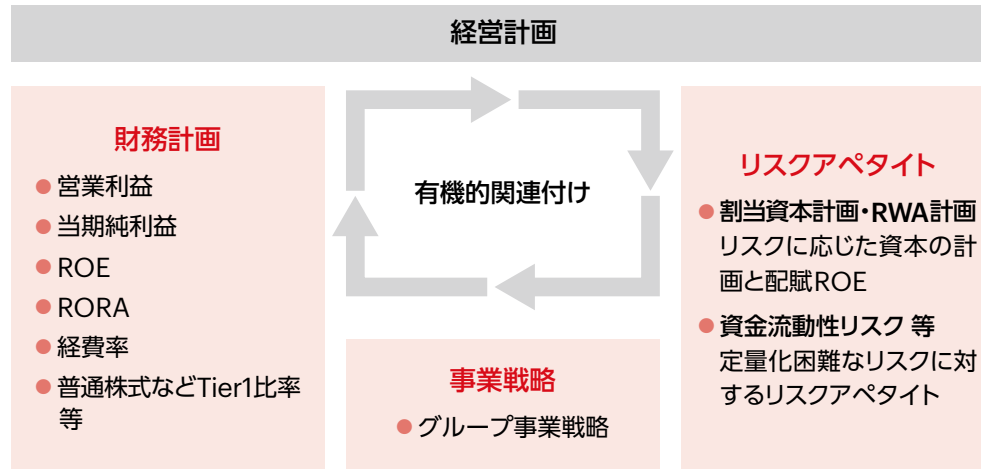 経営計画
財務計画
● 営業利益
● 当期純利益
● ROE
● RORA
● 経費率
● 普通株式などTier1比率
等
有機的関連付け
事業戦略
● グループ事業戦略
リスクアペタイト
● 割当資本計画・RWA計画
リスクに応じた資本の計
画と配賦ROE
● 資金流動性リスク 等
定量化困難なリスクに対
するリスクアペタイト